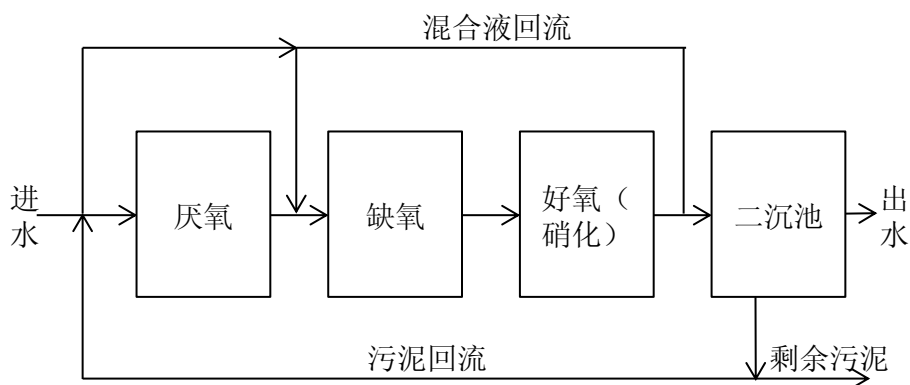 混合液回流
进
水
厌氧
缺氧
好氧（
硝化）
二沉池
出
水
污泥回流
剩余污泥